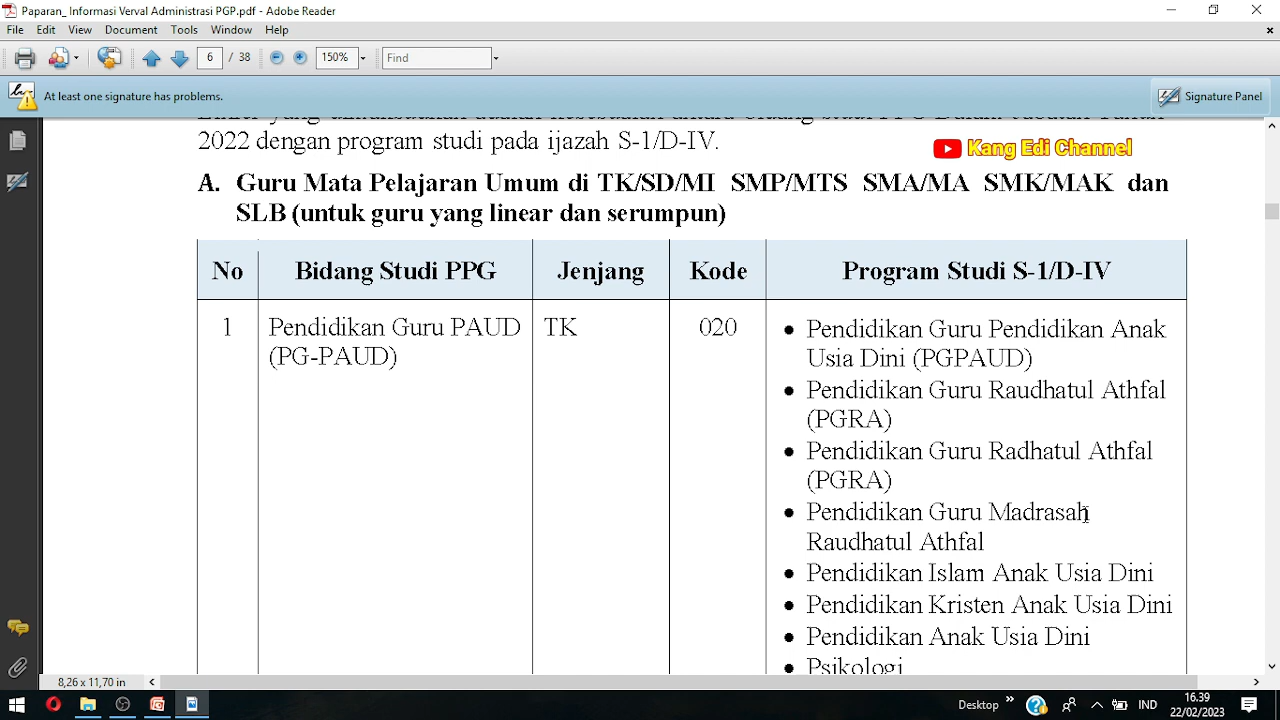 Paparan_ Informasi Verval Administrasi PGP.pdf - Adobe Reader
File Edit View Document Tools Window Help
6 / 38 150% Find
At least one signature has problems.
Signature Panel
2022 dengan program studi pada ijazah S-1/D-IV.
Kang Edi Channel
A. Guru Mata Pelajaran Umum di TK/SD/MI SMP/MTS SMA/MA SMK/MAK dan
SLB (untuk guru yang linear dan serumpun)
No Bidang Studi PPG Jenjang Kode Program Studi S-1/D-IV
1 Pendidikan Guru PAUD TK 020 • Pendidikan Guru Pendidikan Anak
(PG-PAUD) Usia Dini (PGPAUD)
• Pendidikan Guru Raudhatul Athfal
(PGRA)
• Pendidikan Guru Radhatul Athfal
(PGRA)
• Pendidikan Guru Madrasah
Raudhatul Athfal
• Pendidikan Islam Anak Usia Dini
• Pendidikan Kristen Anak Usia Dini
• Pendidikan Anak Usia Dini
• Psikologi
8,26 x 11,70 in
Desktop » IND 16.39
22/02/2023